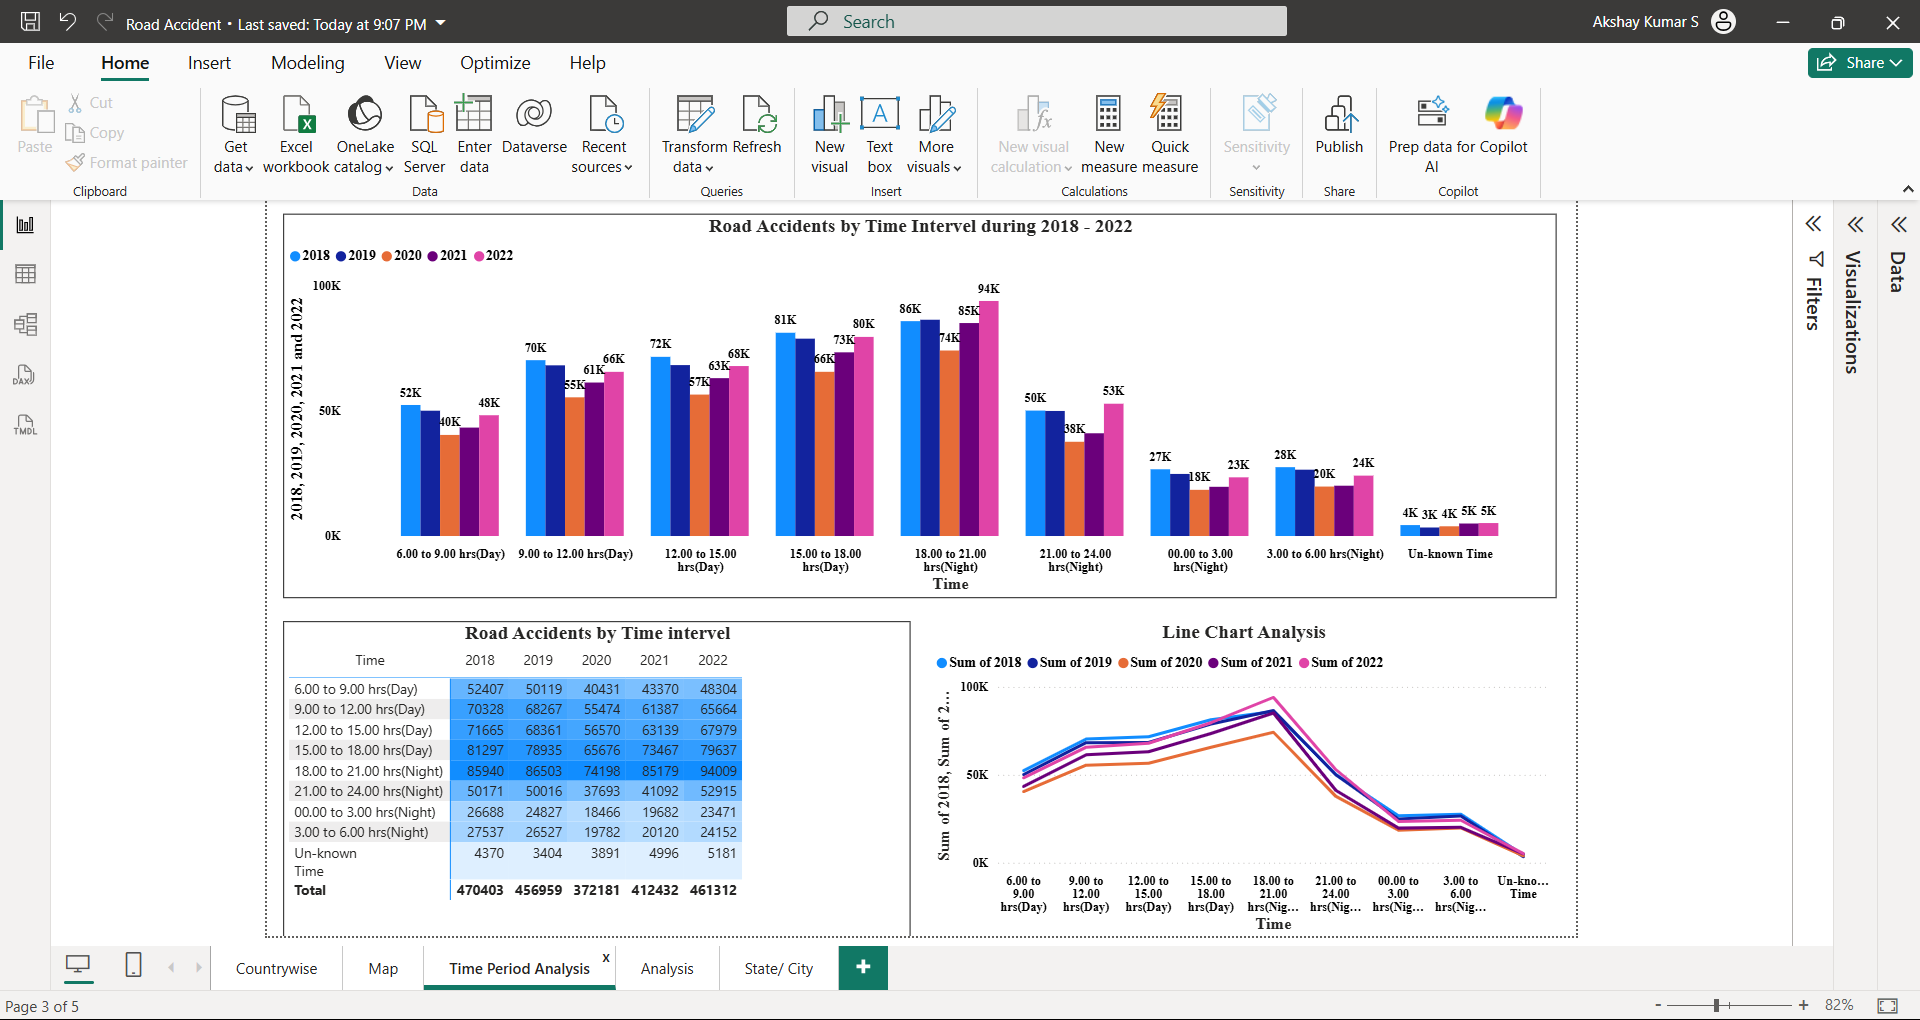 Road Accident • Last saved: Today at 9:07 PM
Search
Akshay Kumar S
File Home Insert Modeling View Optimize Help
Share
Paste
Cut
Copy
Format painter
Clipboard
Get data
Excel workbook
OneLake catalog
SQL Server
Enter data
Dataverse
Recent sources
Data
Transform data
Refresh
Queries
New visual
Text box
More visuals
Insert
New visual calculation
New measure
Quick measure
Calculations
Sensitivity
Sensitivity
Publish
Share
Prep data for AI
Copilot
Copilot
DAX
TMDL
Road Accidents by Time Intervel during 2018 - 2022
2018 2019 2020 2021 2022
2018, 2019, 2020, 2021 and 2022
100K
50K
0K
52K 40K 48K
70K 55K 61K 66K
72K 57K 63K 68K
81K 66K 73K 80K
86K 74K 85K 94K
50K 38K 53K
27K 18K 23K
28K 20K 24K
4K 3K 4K 5K 5K
6.00 to 9.00 hrs(Day)
9.00 to 12.00 hrs(Day)
12.00 to 15.00
hrs(Day)
15.00 to 18.00
hrs(Day)
18.00 to 21.00
hrs(Night)
21.00 to 24.00
hrs(Night)
00.00 to 3.00
hrs(Night)
3.00 to 6.00 hrs(Night)
Un-known Time
Time
Road Accidents by Time intervel
Time 2018 2019 2020 2021 2022
6.00 to 9.00 hrs(Day) 52407 50119 40431 43370 48304
9.00 to 12.00 hrs(Day) 70328 68267 55474 61387 65664
12.00 to 15.00 hrs(Day) 71665 68361 56570 63139 67979
15.00 to 18.00 hrs(Day) 81297 78935 65676 73467 79637
18.00 to 21.00 hrs(Night) 85940 86503 74198 85179 94009
21.00 to 24.00 hrs(Night) 50171 50016 37693 41092 52915
00.00 to 3.00 hrs(Night) 26688 24827 18466 19682 23471
3.00 to 6.00 hrs(Night) 27537 26527 19782 20120 24152
Un-known 4370 3404 3891 4996 5181
Time
Total 470403 456959 372181 412432 461312
Line Chart Analysis
Sum of 2018 Sum of 2019 Sum of 2020 Sum of 2021 Sum of 2022
Sum of 2018, Sum of 2...
100K
50K
0K
6.00 to
9.00
hrs(Day)
9.00 to
12.00
hrs(Day)
12.00 to
15.00
hrs(Day)
15.00 to
18.00
hrs(Day)
18.00 to
21.00
hrs(Nig...
21.00 to
24.00
hrs(Nig...
00.00 to
3.00
hrs(Nig...
3.00 to
6.00
hrs(Nig...
Un-kno...
Time
Time
Filters
Visualizations
Data
Countrywise
Map
Time Period Analysis x
Analysis
State/ City
+
Page 3 of 5
- + 82%